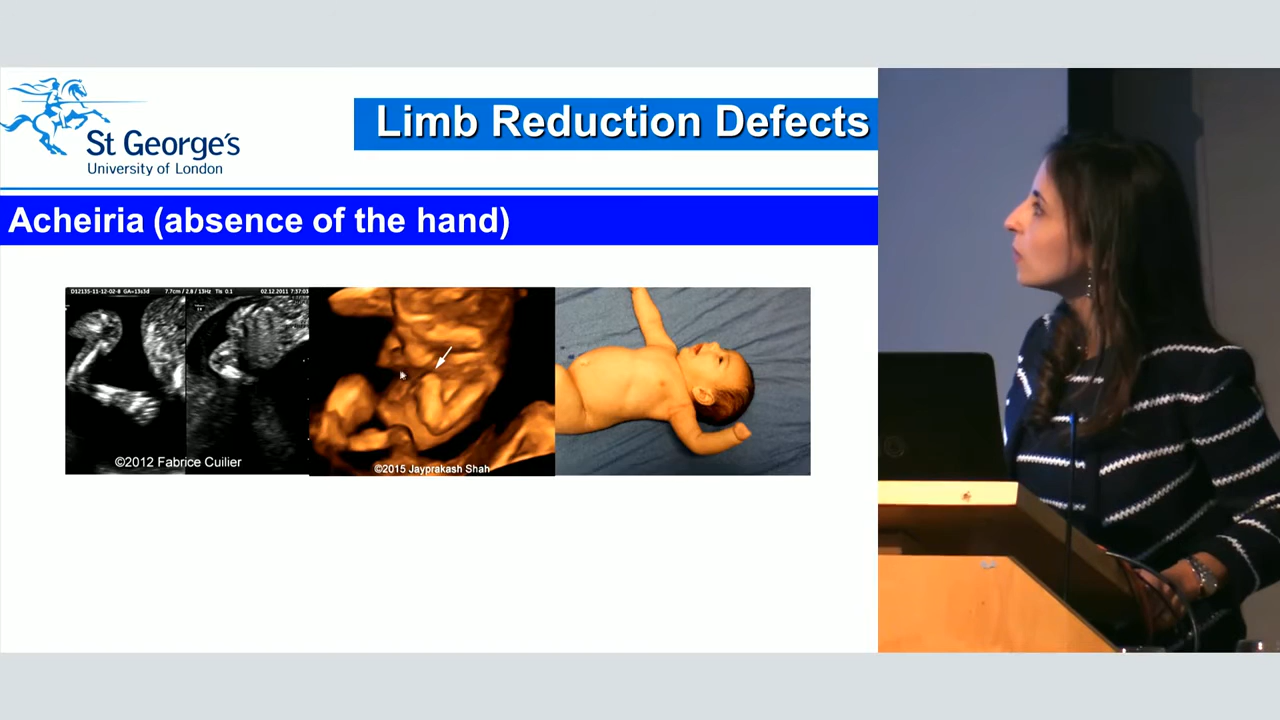 St George's
University of London
Limb Reduction Defects
Acheiria (absence of the hand)
D12135-11-12-02-8 GA=13s3d 7.7cm / 2.8 / 13Hz Tls 0.1 02.12.2011 7:37:03
©2012 Fabrice Cuilier
©2015 Jayprakash Shah